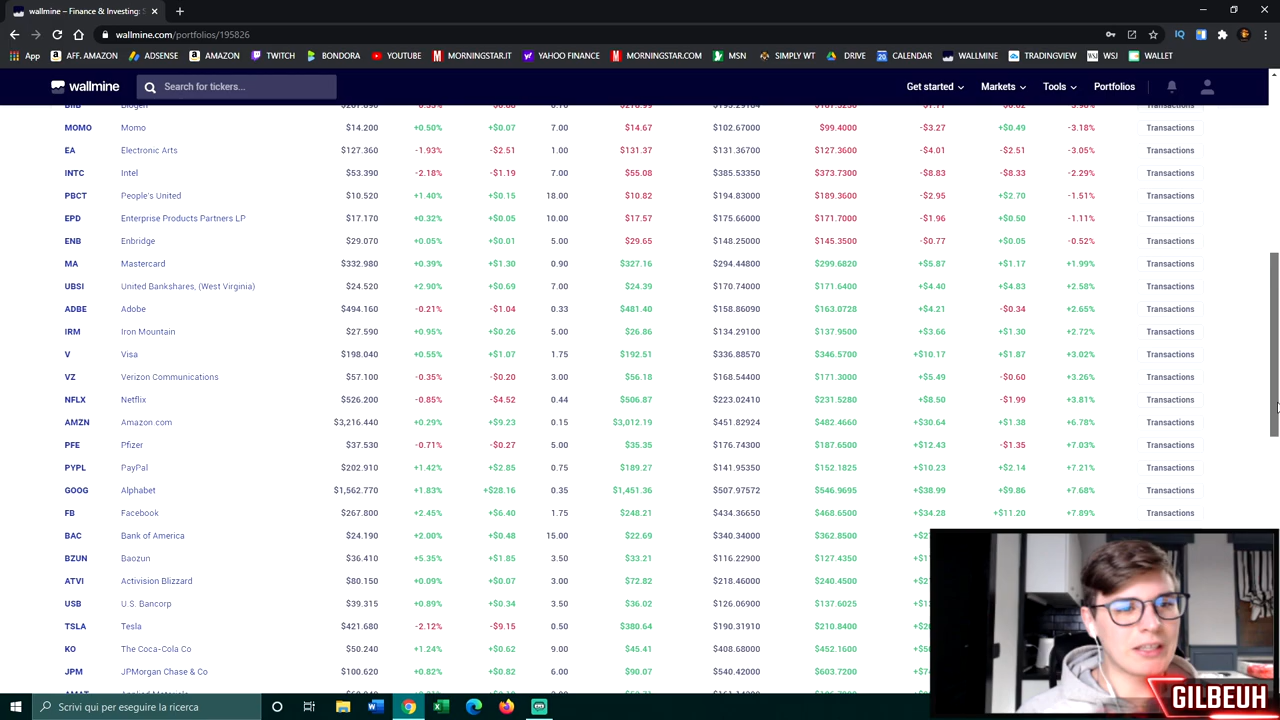 wallmine – Finance & Markets
wallmine.com/portfolios/195826
App AFF. AMAZON ADSENSE AMAZON TWITCH BONDORA YOUTUBE MORNINGSTAR.IT YAHOO FINANCE MORNINGSTAR.COM MSN SIMPLY WT DRIVE CALENDAR WALLMINE TRADINGVIEW WSJ WALLET
wallmine Search for tickers... Get started Markets Tools Portfolios
MOMO Momo $14.200 +0.50% +$0.07 7.00 $14.67 $102.67000 $99.4000 -$3.27 +$0.49 -3.18% Transactions
EA Electronic Arts $127.360 -1.93% -$2.51 1.00 $131.37 $131.36700 $127.3600 -$4.01 -$2.51 -3.05% Transactions
INTC Intel $53.390 -2.18% -$1.19 7.00 $55.08 $385.53350 $373.7300 -$8.83 -$8.33 -2.29% Transactions
PBCT People's United $10.520 +1.40% +$0.15 18.00 $10.82 $194.83000 $189.3600 -$2.95 +$2.70 -1.51% Transactions
EPD Enterprise Products Partners LP $17.170 +0.32% +$0.05 10.00 $17.57 $175.66000 $171.7000 -$1.96 +$0.50 -1.11% Transactions
ENB Enbridge $29.070 +0.05% +$0.01 5.00 $29.65 $148.25000 $145.3500 -$0.77 +$0.05 -0.52% Transactions
MA Mastercard $332.980 +0.39% +$1.30 0.90 $327.16 $294.44800 $299.6820 +$5.87 +$1.17 +1.99% Transactions
UBSI United Bankshares, (West Virginia) $24.520 +2.90% +$0.69 7.00 $24.39 $170.74000 $171.6400 +$4.40 +$4.83 +2.58% Transactions
ADBE Adobe $494.160 -0.21% -$1.04 0.33 $481.40 $158.86090 $163.0728 +$4.21 -$0.34 +2.65% Transactions
IRM Iron Mountain $27.590 +0.95% +$0.26 5.00 $26.86 $134.29100 $137.9500 +$3.66 +$1.30 +2.72% Transactions
V Visa $198.040 +0.55% +$1.07 1.75 $192.51 $336.88570 $346.5700 +$10.17 +$1.87 +3.02% Transactions
VZ Verizon Communications $57.100 -0.35% -$0.20 3.00 $56.18 $168.54400 $171.3000 +$5.49 -$0.60 +3.26% Transactions
NFLX Netflix $526.200 -0.85% -$4.52 0.44 $506.87 $223.02410 $231.5280 +$8.50 -$1.99 +3.81% Transactions
AMZN Amazon com $3,216.440 +0.29% +$9.23 0.15 $3,012.19 $451.82924 $482.4660 +$30.64 +$1.38 +6.78% Transactions
PFE Pfizer $37.530 -0.71% -$0.27 5.00 $35.35 $176.74300 $187.6500 +$12.43 -$1.35 +7.03% Transactions
PYPL PayPal $202.910 +1.42% +$2.85 0.75 $189.27 $141.95350 $152.1825 +$10.23 +$2.14 +7.21% Transactions
GOOG Alphabet $1,562.770 +1.83% +$28.16 0.35 $1,451.36 $507.97572 $546.9695 +$38.99 +$9.86 +7.68% Transactions
FB Facebook $267.800 +2.45% +$6.40 1.75 $248.21 $434.36650 $468.6500 +$34.28 +$11.20 +7.89% Transactions
BAC Bank of America $24.190 +2.00% +$0.48 15.00 $22.69 $340.34000 $362.8500
BZUN Baozun $36.410 +5.35% +$1.85 3.50 $33.21 $116.22900 $127.4350
ATVI Activision Blizzard $80.150 +0.09% +$0.07 3.00 $72.82 $218.46000 $240.4500
USB U.S. Bancorp $39.315 +0.89% +$0.34 3.50 $36.02 $126.06900 $137.6025
TSLA Tesla $421.680 -2.12% -$9.15 0.50 $380.64 $190.31910 $210.8400
KO The Coca-Cola Co $50.240 +1.24% +$0.62 9.00 $45.41 $408.68000 $452.1600
JPM JPMorgan Chase & Co $100.620 +0.82% +$0.82 6.00 $90.07 $540.42000 $603.7200
GILBEUH
Scrivi qui per eseguire la ricerca